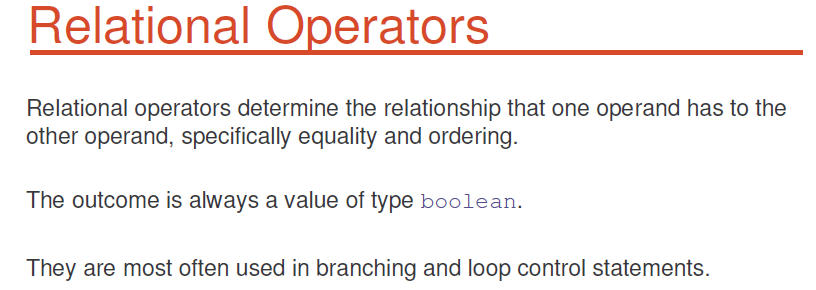 Relational Operators
Relational operators determine the relationship that one operand has to the
other operand, specifically equality and ordering.
The outcome is always a value of type boolean.
They are most often used in branching and loop control statements.